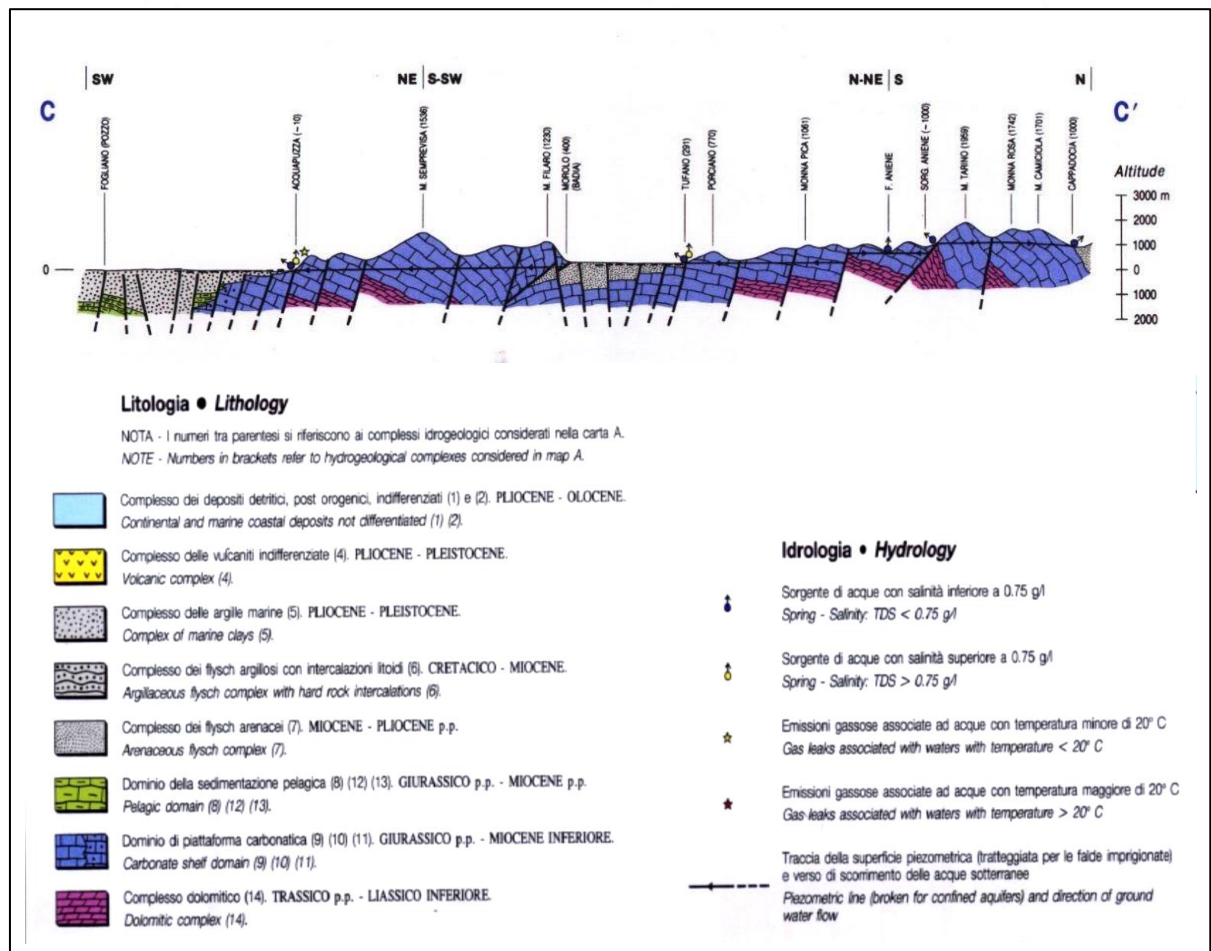 SW
NE S-SW
N-NE S
N
C
C'
FOGLIANO (POZZO)
ACQUAPUZZA (~10)
M. SEMPREVISA (1536)
M. FILARO (1230)
MOROLO (400)
(BADIA)
TUFANO (291)
PORCIANO (770)
MONNA PICA (1061)
F. ANIENE
SORG. ANIENE (~1000)
M. TARINO (1959)
MONNA ROSA (1742)
M. CAMICIOLA (1701)
CAPPADOCIA (1000)
Altitude
3000 m
2000
1000
0
1000
2000
0
Litologia • Lithology
NOTA - I numeri tra parentesi si riferiscono ai complessi idrogeologici considerati nella carta A.
NOTE - Numbers in brackets refer to hydrogeological complexes considered in map A.
Complesso dei depositi detritici, post orogenici, indifferenziati (1) e (2). PLIOCENE - OLOCENE.
Continental and marine coastal deposits not differentiated (1) (2).
Complesso delle vulcaniti indifferenziate (4). PLIOCENE - PLEISTOCENE.
Volcanic complex (4).
Complesso delle argille marine (5). PLIOCENE - PLEISTOCENE.
Complex of marine clays (5).
Complesso dei flysch argillosi con intercalazioni litoidi (6). CRETACICO - MIOCENE.
Argillaceous flysch complex with hard rock intercalations (6).
Complesso dei flysch arenacei (7). MIOCENE - PLIOCENE p.p.
Arenaceous flysch complex (7).
Dominio della sedimentazione pelagica (8) (12) (13). GIURASSICO p.p. - MIOCENE p.p.
Pelagic domain (8) (12) (13).
Dominio di piattaforma carbonatica (9) (10) (11). GIURASSICO p.p. - MIOCENE INFERIORE.
Carbonate shelf domain (9) (10) (11).
Complesso dolomitico (14). TRASSICO p.p. - LIASSICO INFERIORE.
Dolomitic complex (14).
Idrologia • Hydrology
Sorgente di acque con salinità inferiore a 0.75 g/l
Spring - Salinity: TDS < 0.75 g/l
Sorgente di acque con salinità superiore a 0.75 g/l
Spring - Salinity: TDS > 0.75 g/l
Emissioni gassose associate ad acque con temperatura minore di 20° C
Gas leaks associated with waters with temperature < 20° C
Emissioni gassose associate ad acque con temperatura maggiore di 20° C
Gas leaks associated with waters with temperature > 20° C
Traccia della superficie piezometrica (tratteggiata per le falde imprigionate)
e verso di scorrimento delle acque sotterranee
Piezometric line (broken for confined aquifers) and direction of ground
water flow